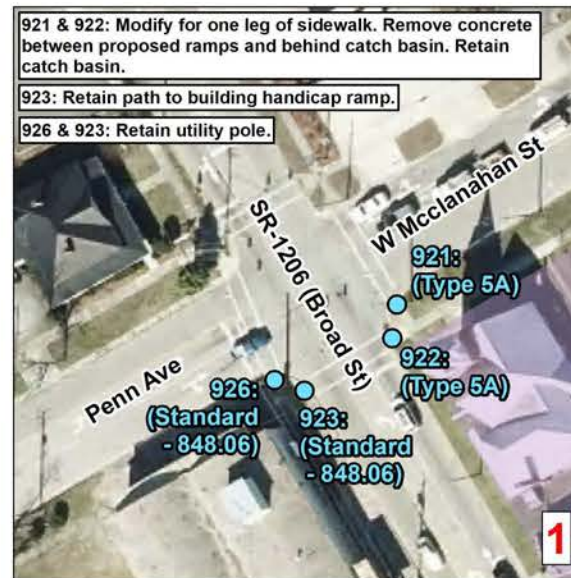 921 & 922: Modify for one leg of sidewalk. Remove concrete
between proposed ramps and behind catch basin. Retain
catch basin.
923: Retain path to building handicap ramp.
926 & 923: Retain utility pole.
W Mcclanahan St
SR-1206 (Broad St)
921:
(Type 5A)
922:
(Type 5A)
Penn Ave
926:
(Standard
- 848.06)
923:
(Standard
- 848.06)
1